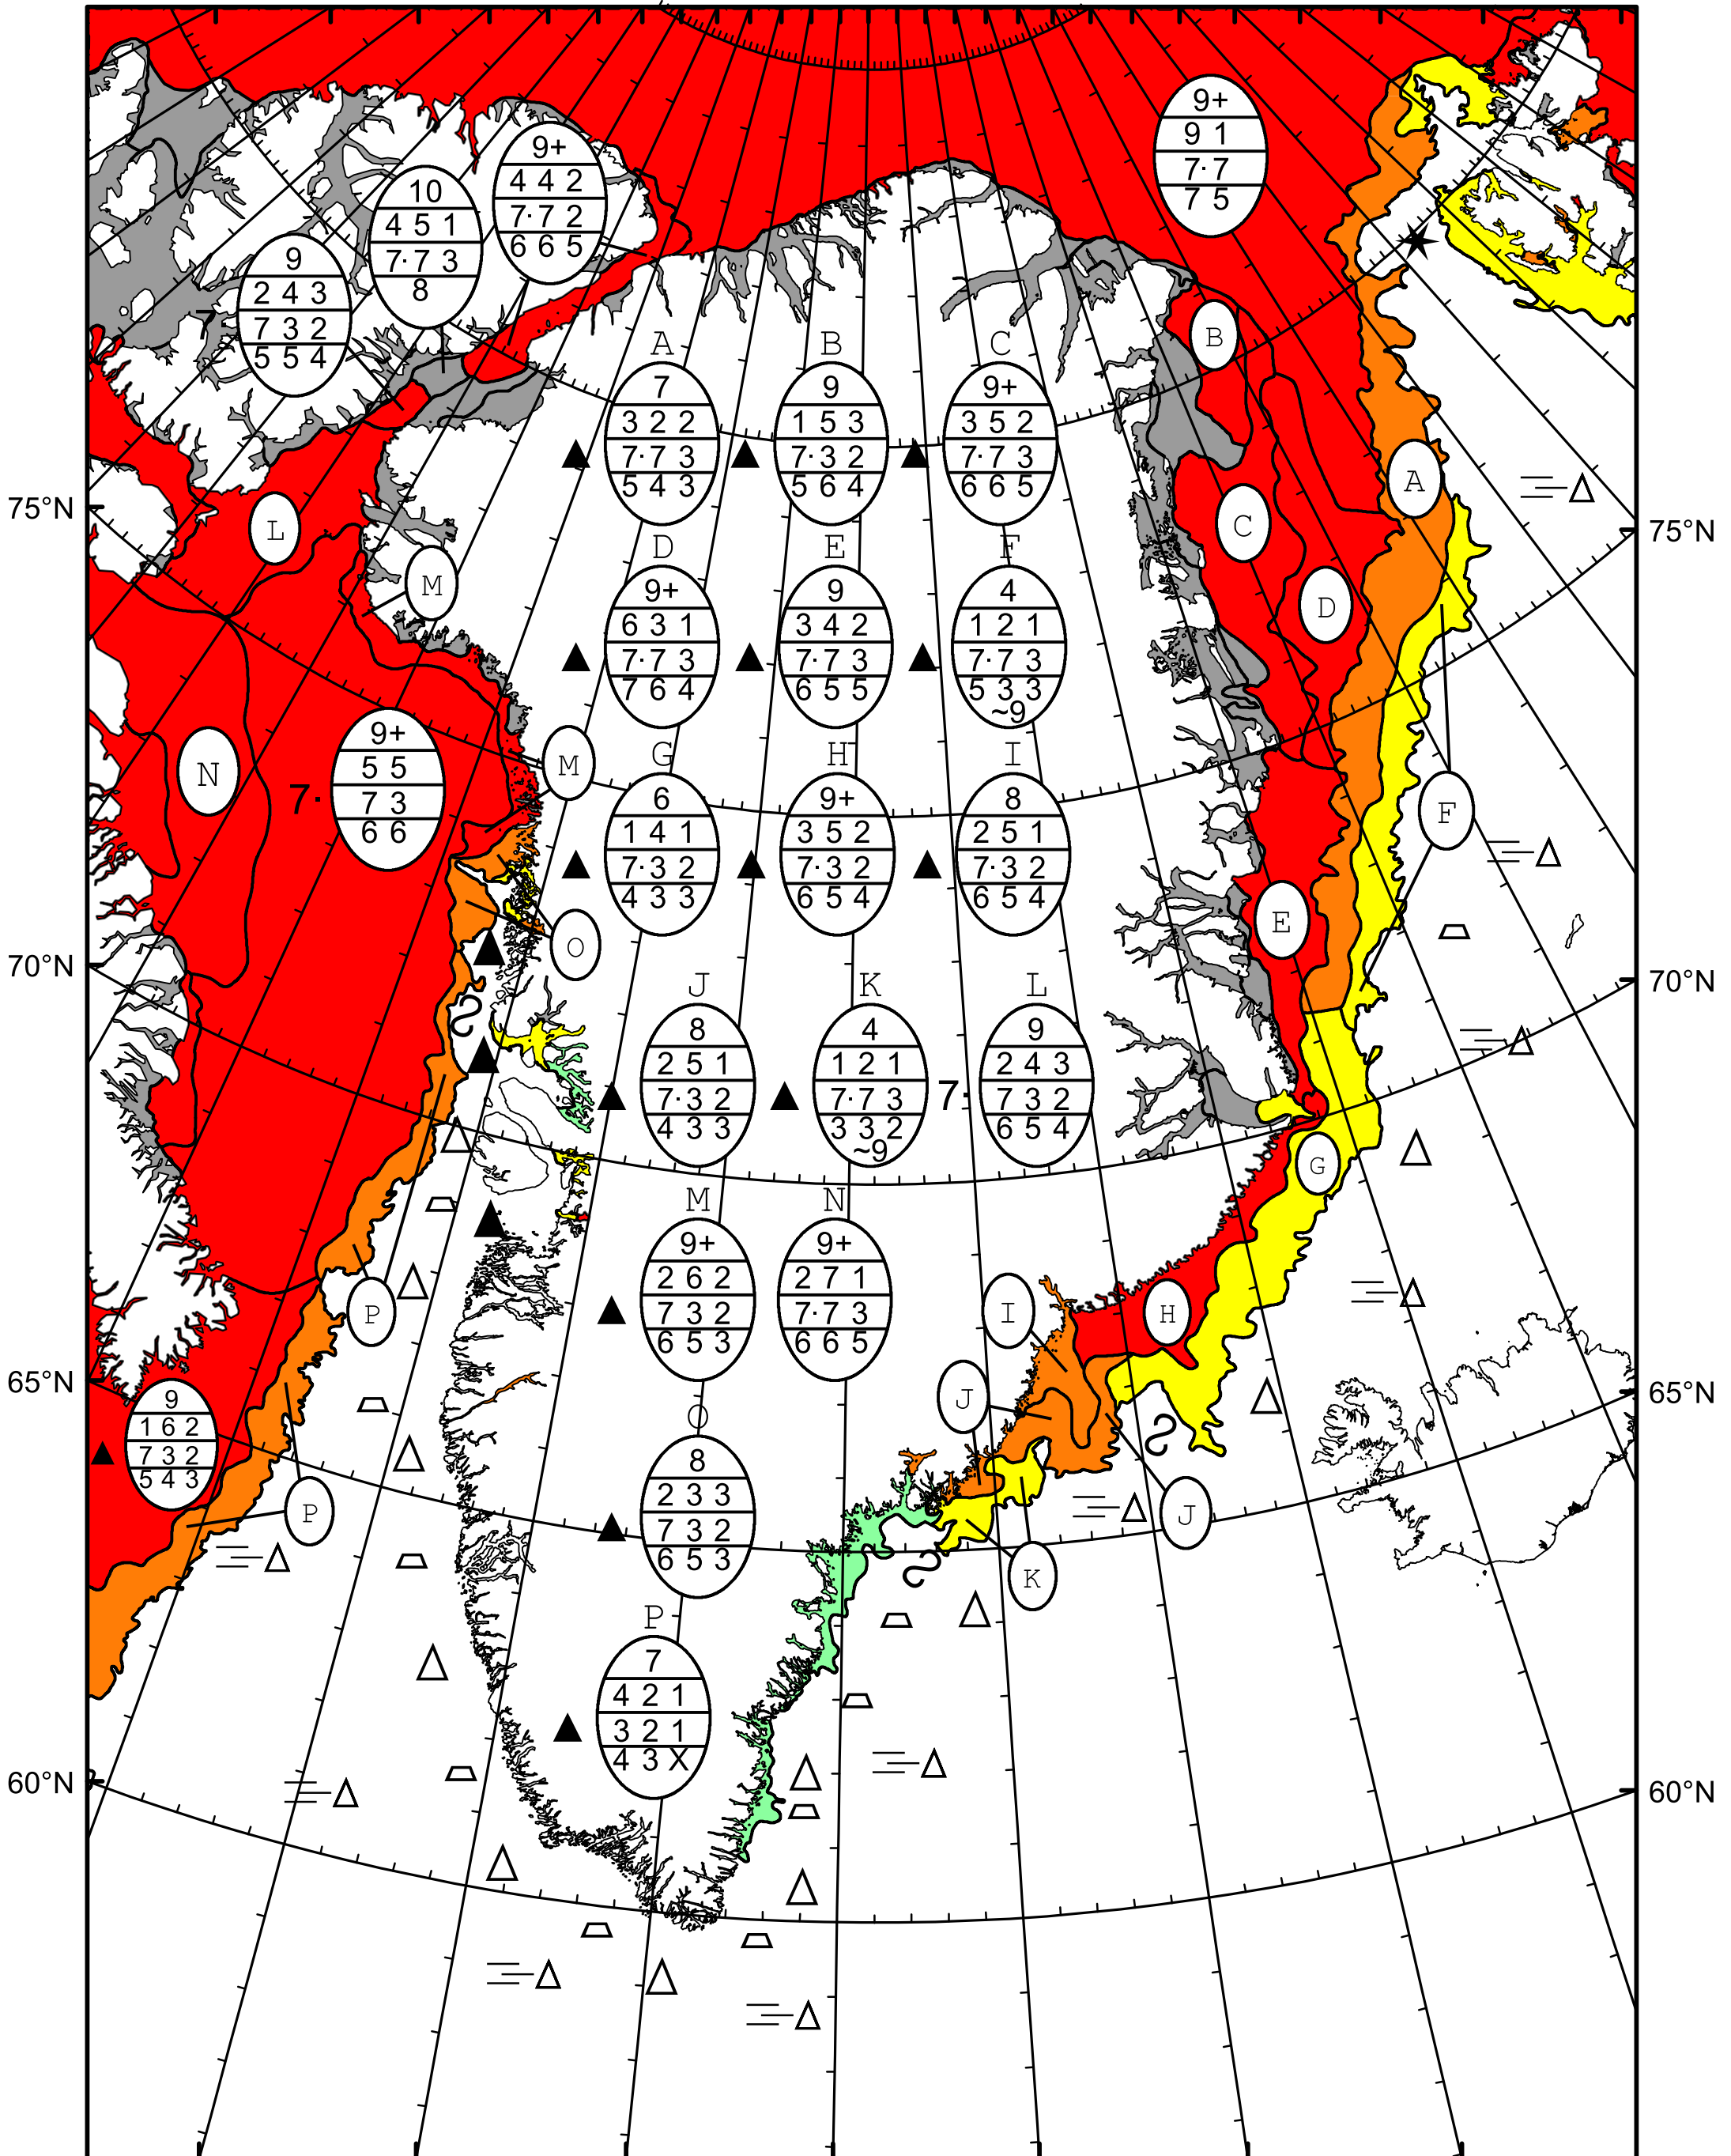 9+
9 1
7·7
7 5
9+
4 4 2
7·7 2
6 6 5
10
4 5 1
7·7 3
8
9
2 4 3
7 7 3 2
5 5 4
B
A B C
7 9 9+
3 2 2 1 5 3 3 5 2
7·7 3 7·3 2 7·7 3
5 4 3 5 6 4 6 6 5
A
75°N 75°N
L C
D E F
M D
9+ 9 4
6 3 1 3 4 2 1 2 1
7·7 3 7·7 3 7·7 3
7 6 4 6 5 5 5 3 3
~9
N M
9+
5 5
7· 7 3
6 6
G H I
6 9+ 8
1 4 1 3 5 2 2 5 1
7·3 2 7·3 2 7·3 2
4 3 3 6 5 4 6 5 4
F
E
O
70°N 70°N
J K L
8 4 9
2 5 1 1 2 1 2 4 3
7·3 2 7·7 3 7· 7 3 2
4 3 3 3 3 2 6 5 4
~9
G
M N
9+ 9+
2 6 2 2 7 1
7 3 2 7·7 3
6 5 3 6 6 5
P I H
65°N 65°N
J
9
1 6 2
7 3 2
5 4 3
O
8
2 3 3
7 3 2
6 5 3
P J
K
P
7
4 2 1
3 2 1
4 3 X
60°N 60°N